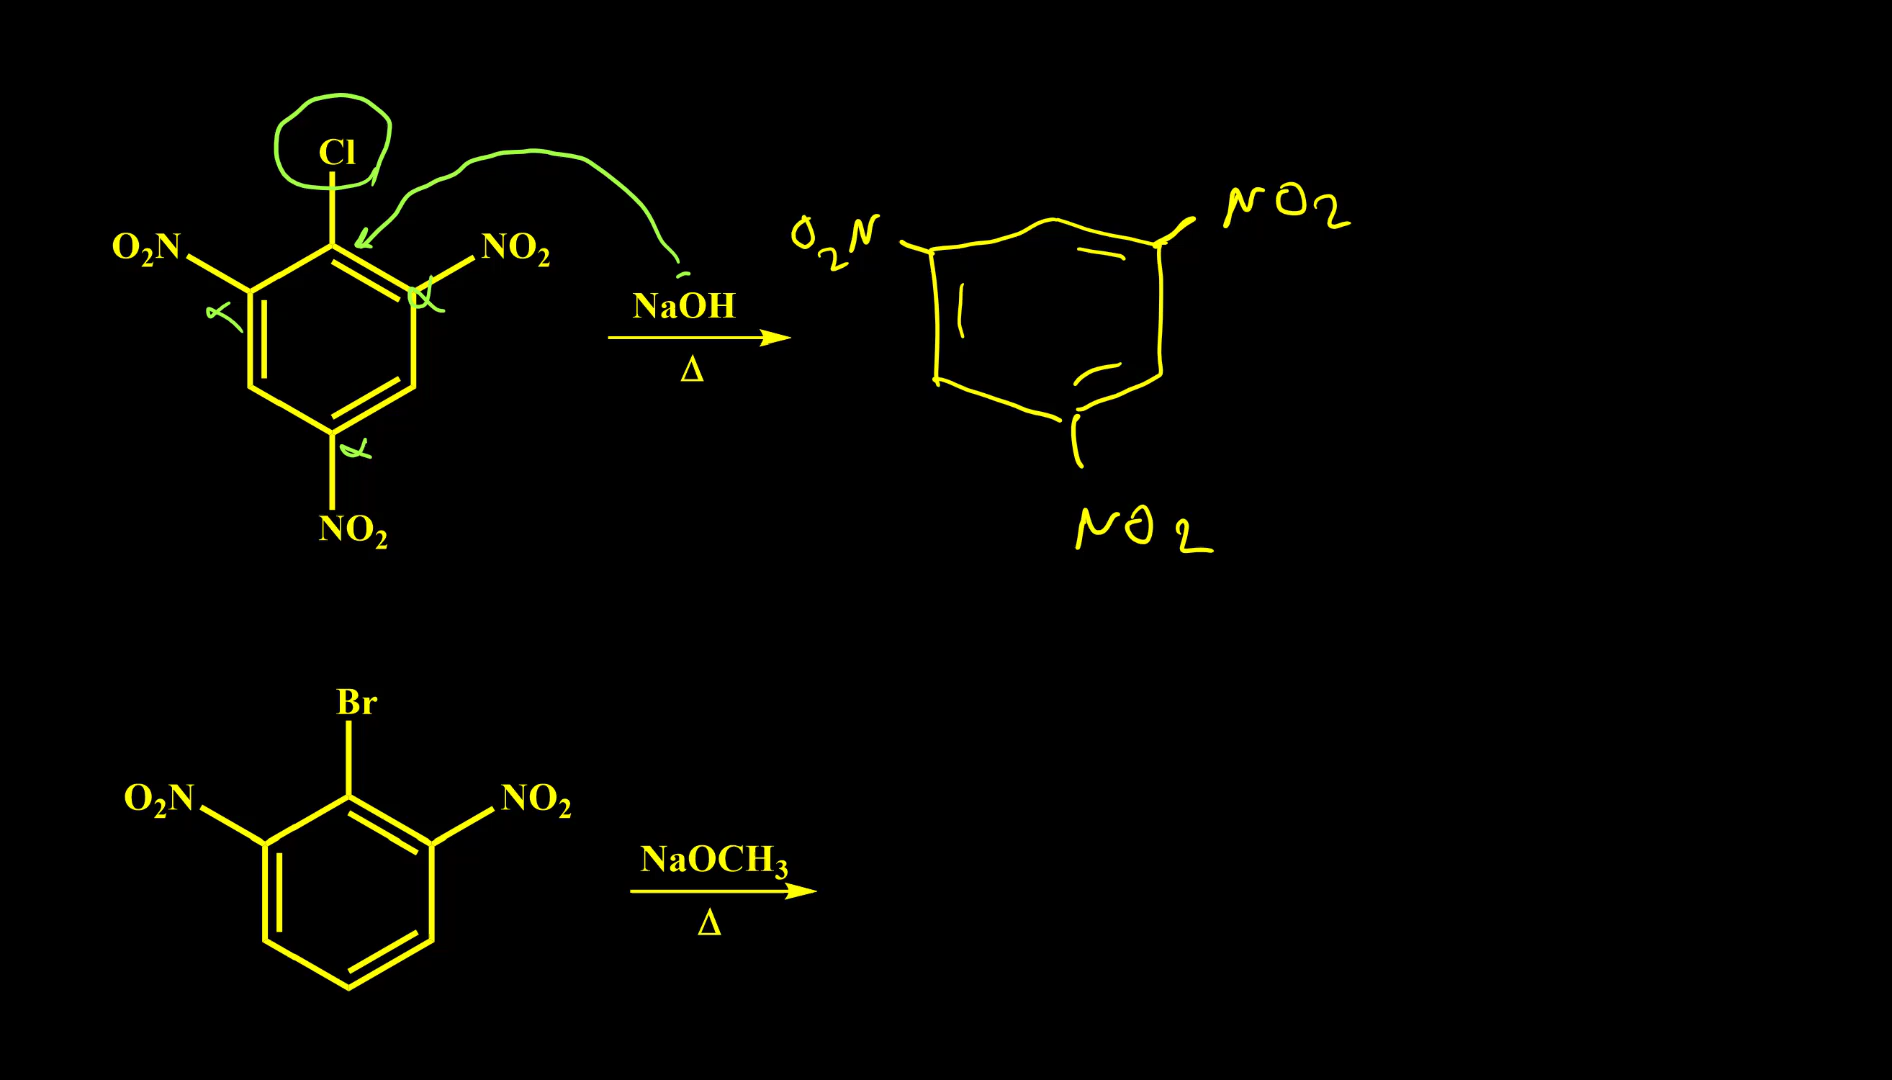 Cl
O₂N
NO₂
NO₂
NaOH
Δ
O₂N
NO₂
NO₂
Br
O₂N
NO₂
NaOCH₃
Δ